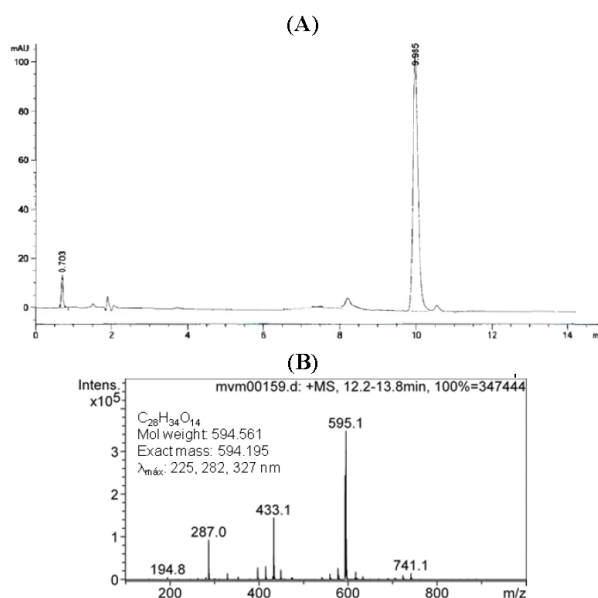 (A)
mAU
9.985
100
80
60
40
20
0
0.703
0 2 4 6 8 10 12 14
(B)
Intens.
x10⁵
mvm00159.d: +MS, 12.2-13.8min, 100%=347444
C₂₈H₃₄O₁₄
Mol weight: 594.561
Exact mass: 594.195
λmáx: 225, 282, 327 nm
595.1
433.1
287.0
194.8
741.1
3
2
1
0
200 400 600 800 m/z